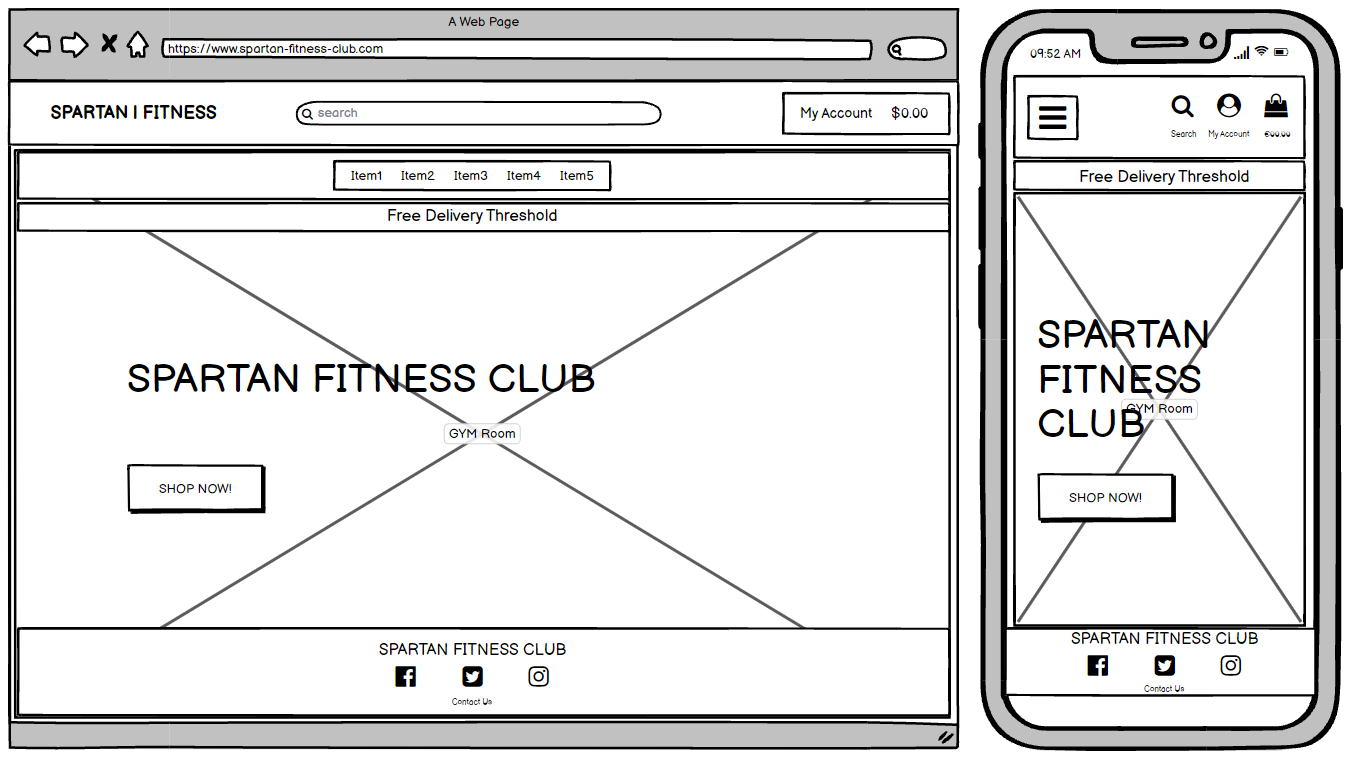 A Web Page
https://www.spartan-fitness-club.com
SPARTAN | FITNESS
search
My Account $0.00
Item1 Item2 Item3 Item4 Item5
Free Delivery Threshold
SPARTAN FITNESS CLUB
GYM Room
SHOP NOW!
SPARTAN FITNESS CLUB
Contact Us
09:52 AM
Search My Account €00.00
Free Delivery Threshold
SPARTAN
FITNESS
GYM Room
CLUB
SHOP NOW!
SPARTAN FITNESS CLUB
Contact Us